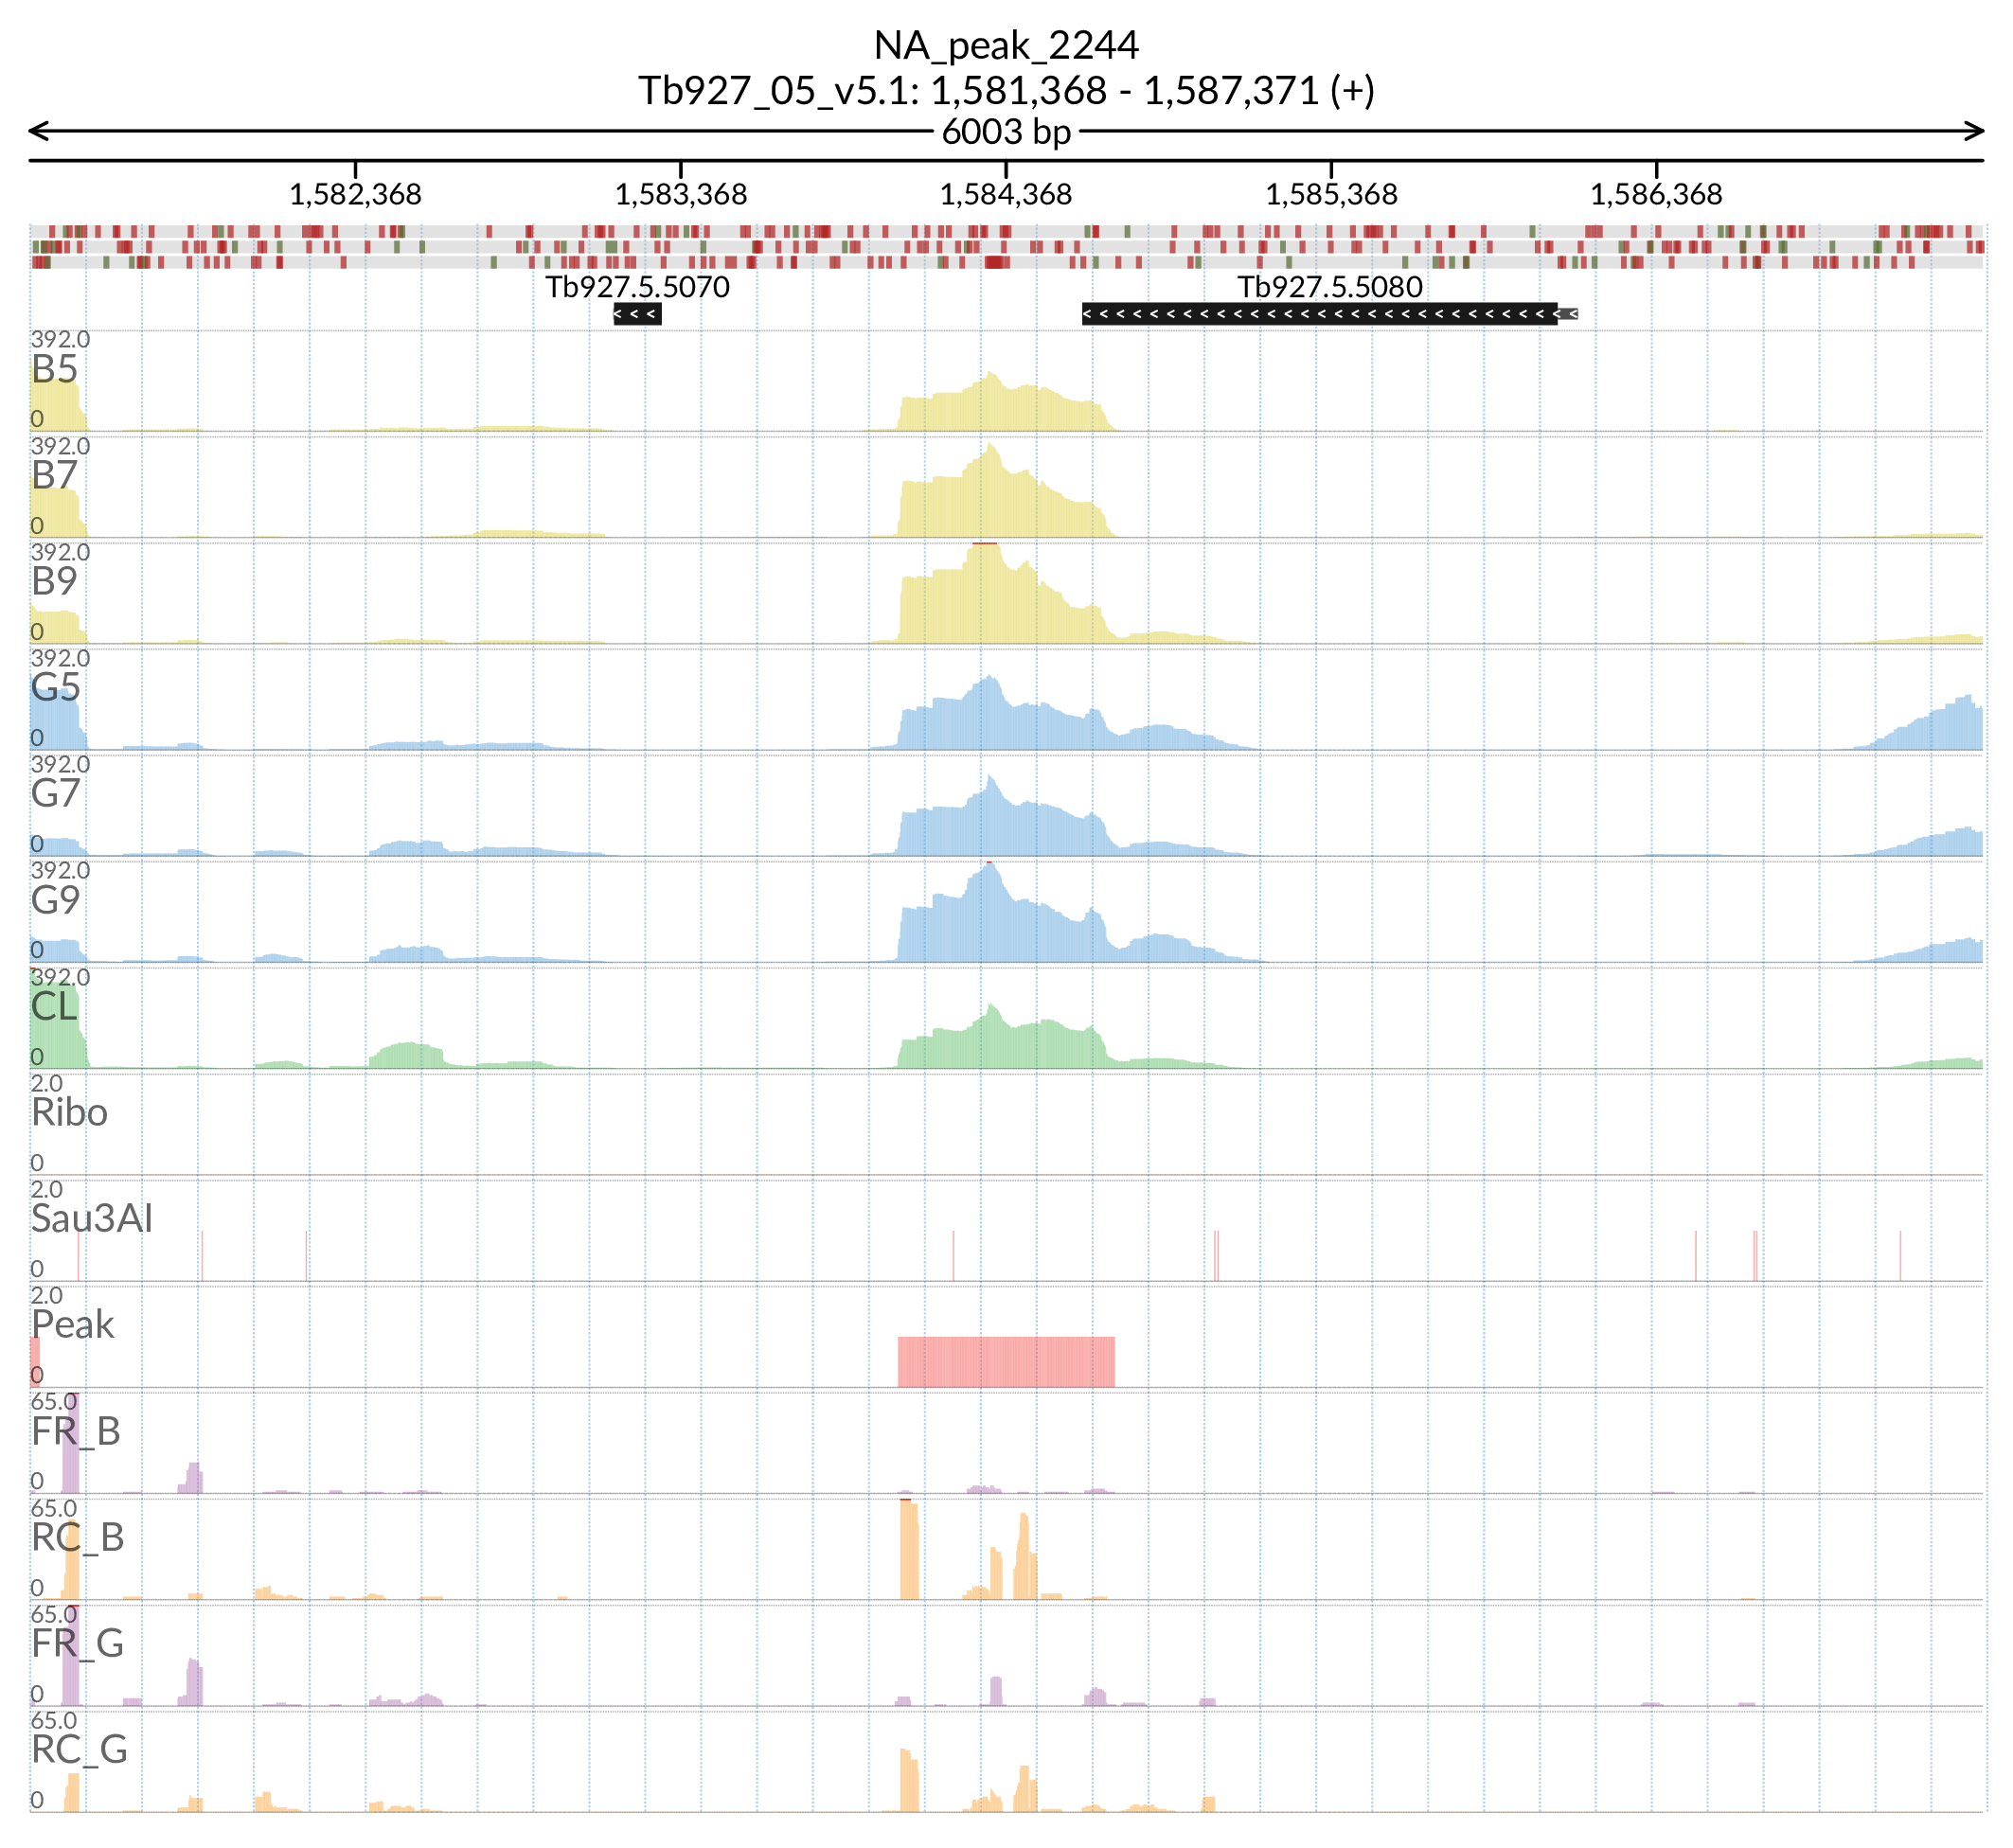 NA_peak_2244
Tb927_05_v5.1: 1,581,368 - 1,587,371 (+)
6003 bp
1,582,368 1,583,368 1,584,368 1,585,368 1,586,368
Tb927.5.5070 Tb927.5.5080
392.0
B5
0
392.0
B7
0
392.0
B9
0
392.0
G5
0
392.0
G7
0
392.0
G9
0
392.0
CL
0
2.0
Ribo
0
2.0
Sau3AI
0
2.0
Peak
0
65.0
FR_B
0
65.0
RC_B
0
65.0
FR_G
0
65.0
RC_G
0